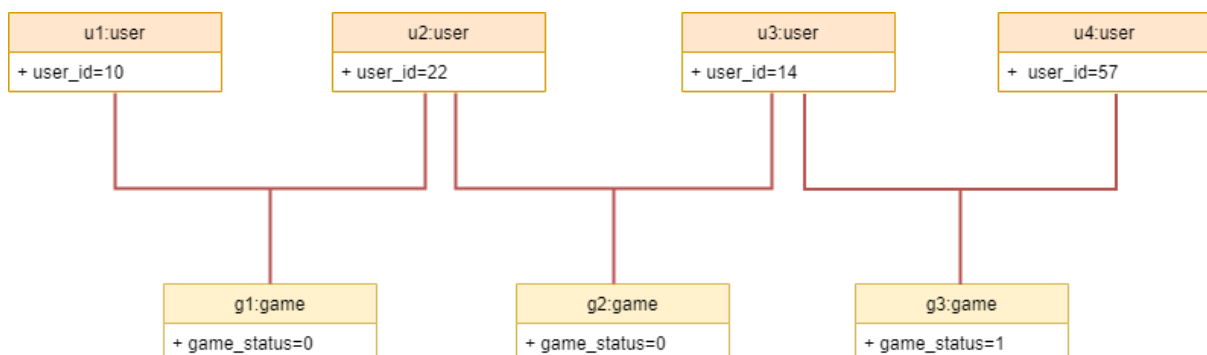 u1:user
+ user_id=10
u2:user
+ user_id=22
u3:user
+ user_id=14
u4:user
+  user_id=57
g1:game
+ game_status=0
g2:game
+ game_status=0
g3:game
+ game_status=1